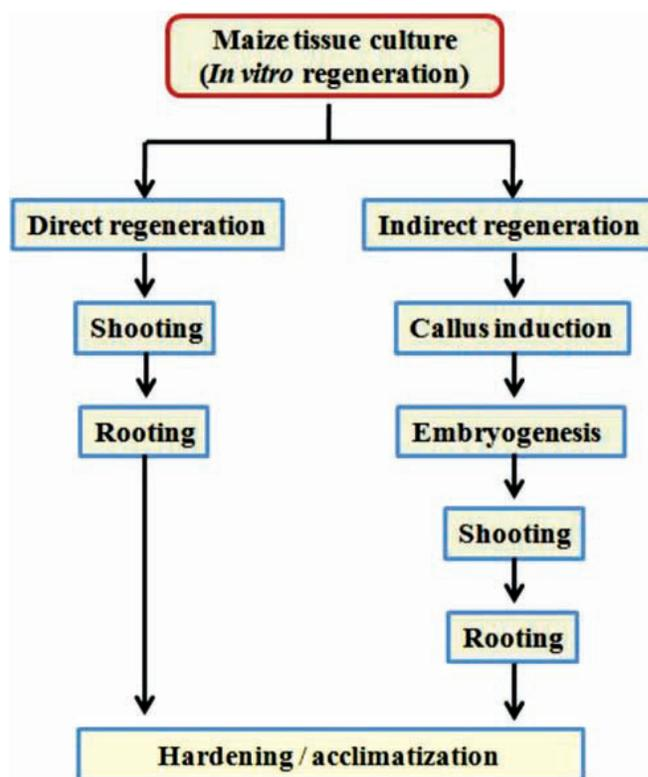 Maize tissue culture
(In vitro regeneration)
Direct regeneration
Shooting
Rooting
Indirect regeneration
Callus induction
Embryogenesis
Shooting
Rooting
Hardening / acclimatization